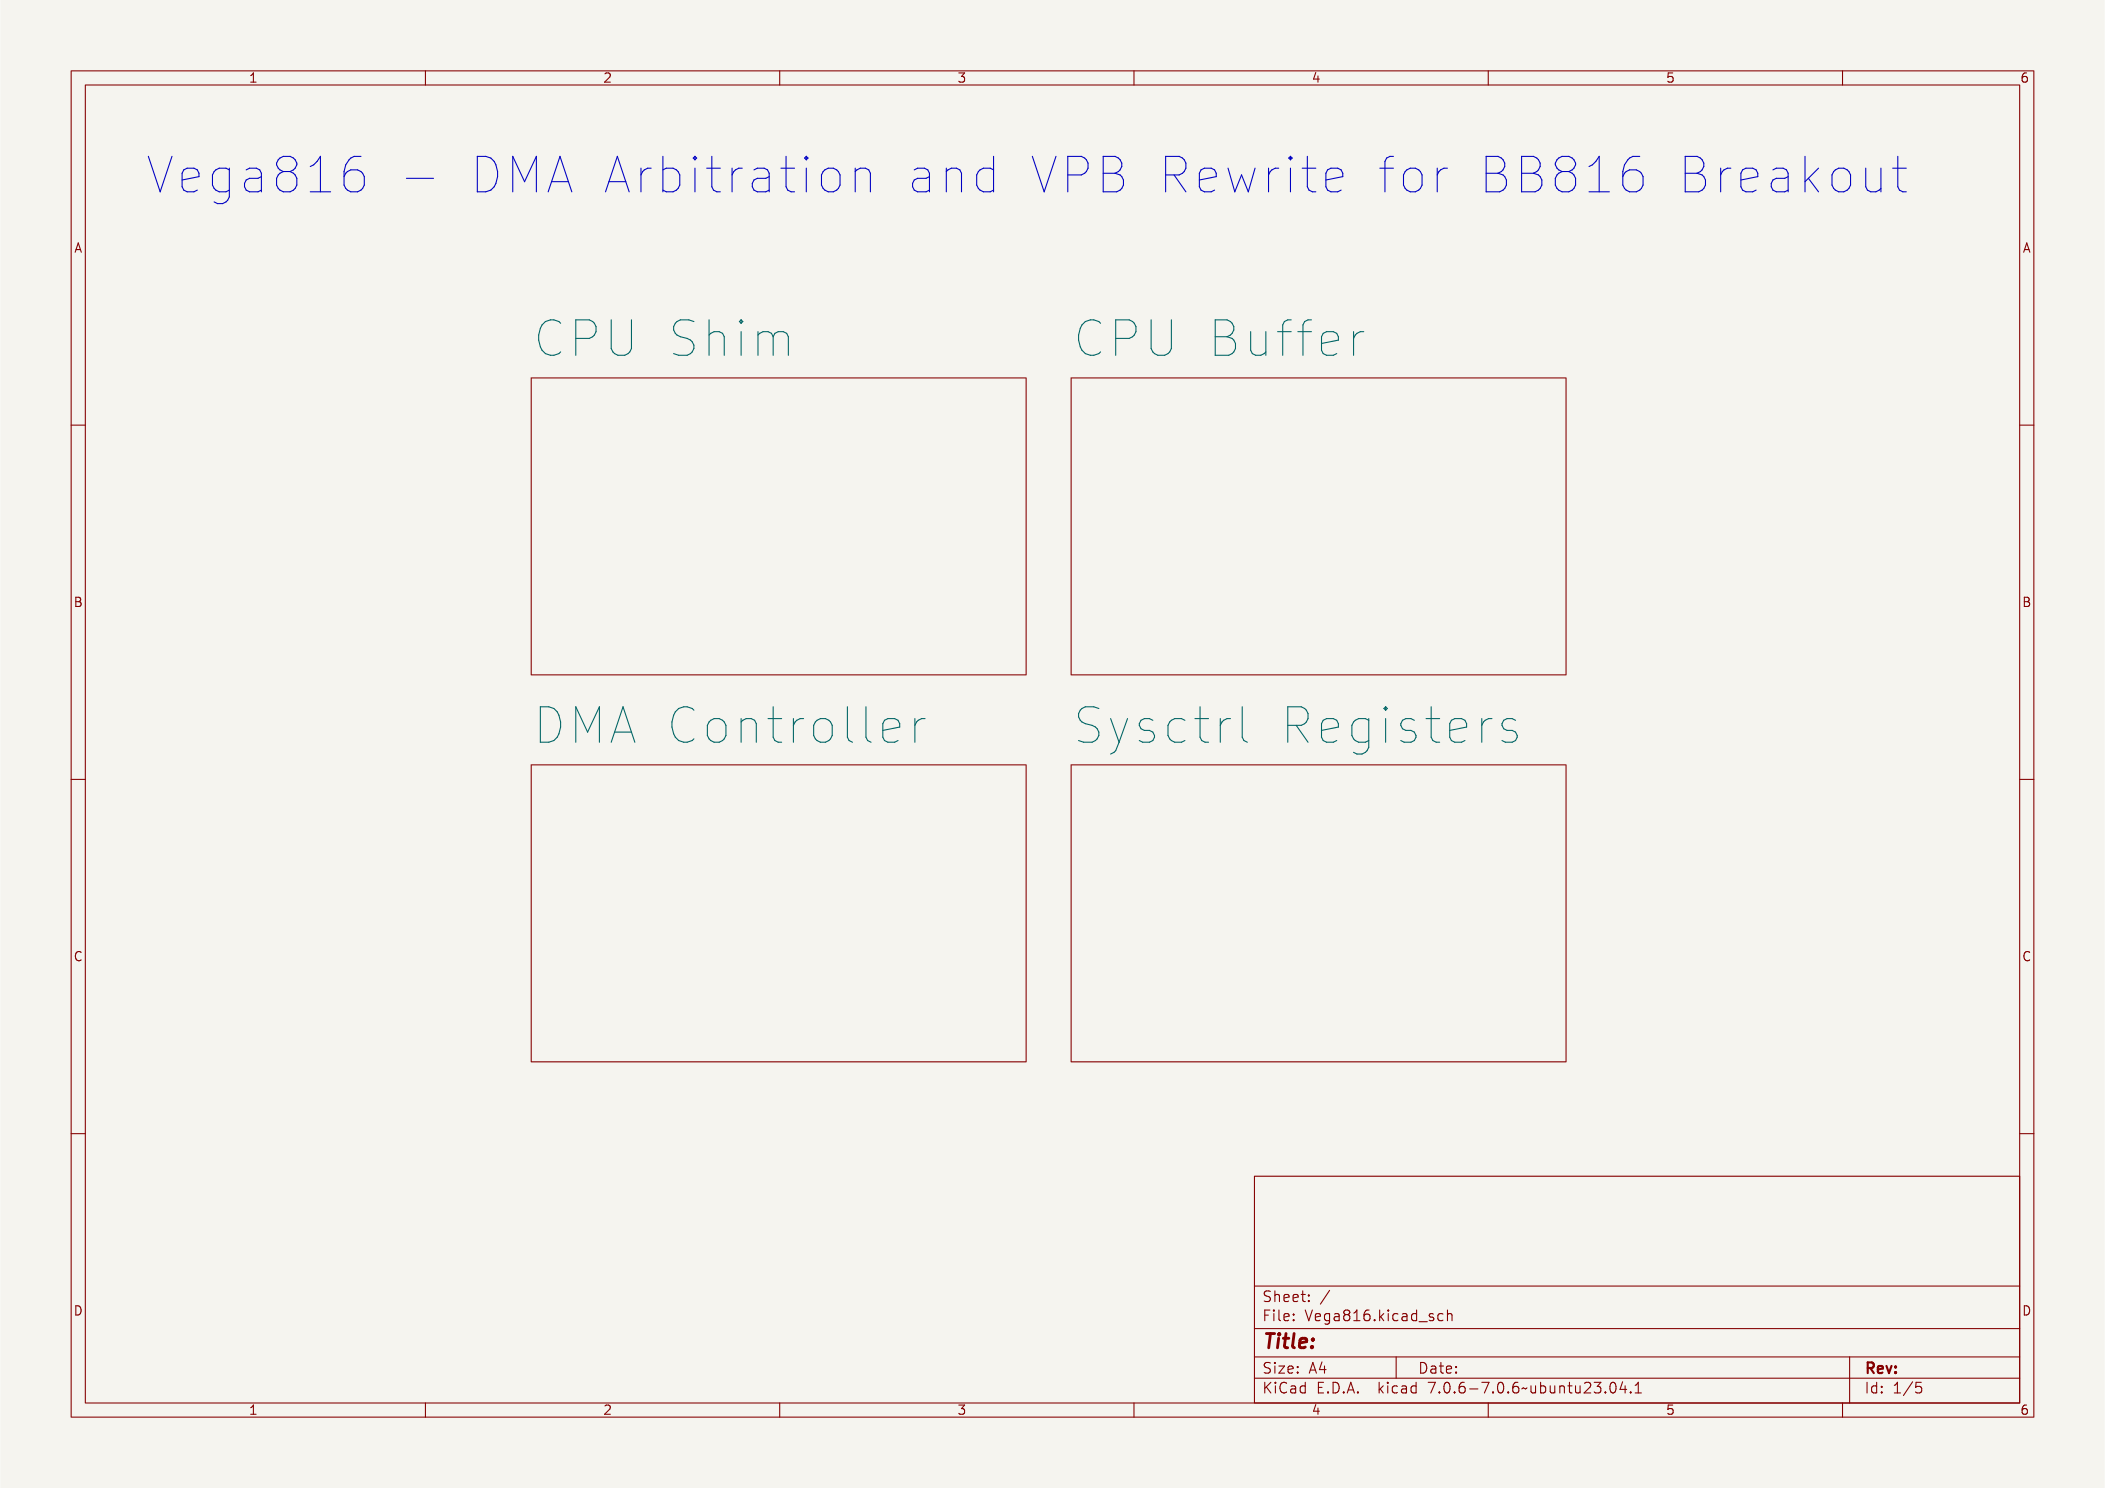 1 2 3 4 5 6
Vega816 - DMA Arbitration and VPB Rewrite for BB816 Breakout
A A
CPU Shim CPU Buffer
B B
DMA Controller Sysctrl Registers
C C
Sheet: /
File: Vega816.kicad_sch
D D
Title:
Size: A4 Date: Rev:
KiCad E.D.A. kicad 7.0.6-7.0.6~ubuntu23.04.1 Id: 1/5
1 2 3 4 5 6